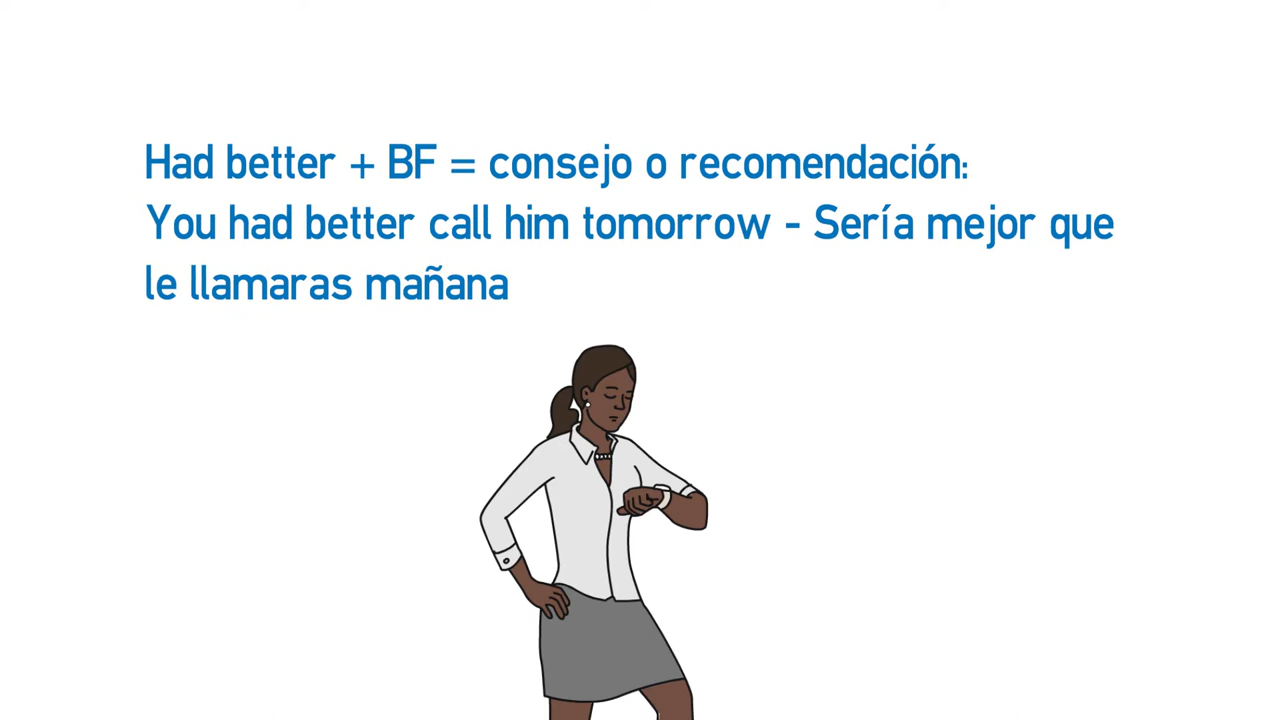 Had better + BF = consejo o recomendación:
You had better call him tomorrow - Sería mejor que
le llamaras mañana